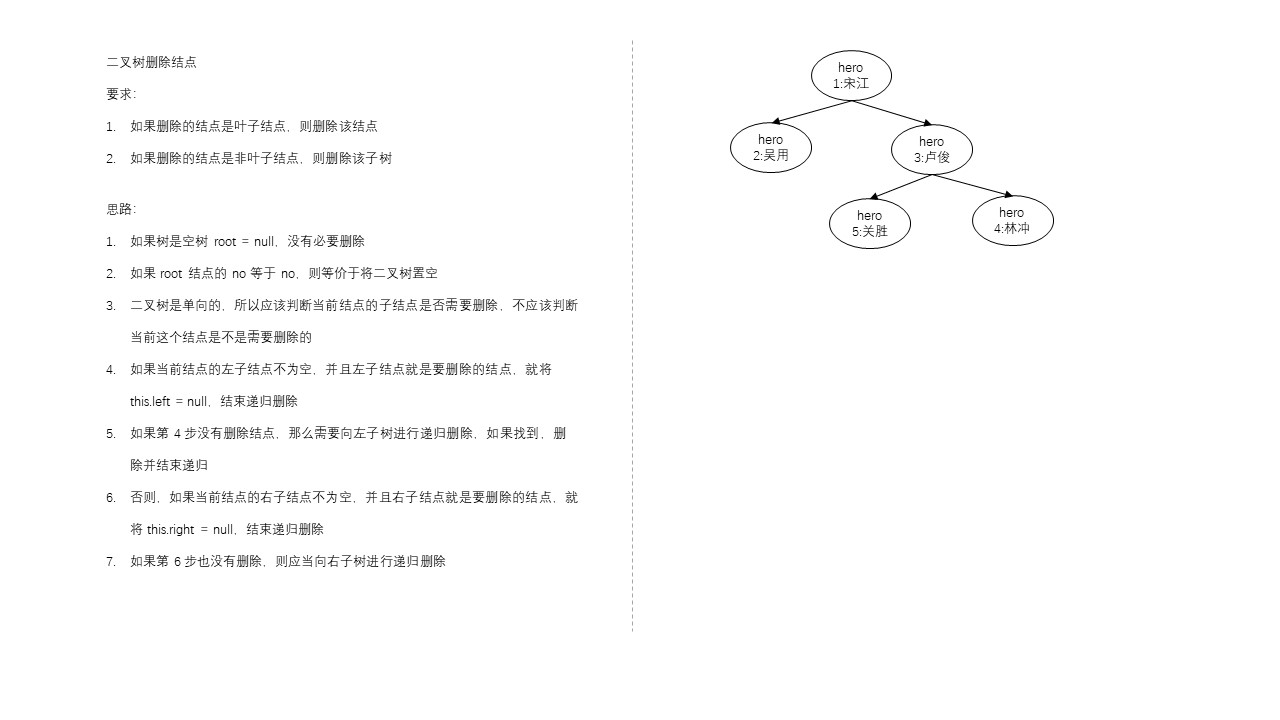 二叉树删除结点
要求：
1. 如果删除的结点是叶子结点，则删除该结点
2. 如果删除的结点是非叶子结点，则删除该子树
思路：
1. 如果树是空树 root = null，没有必要删除
2. 如果 root 结点的 no 等于 no，则等价于将二叉树置空
3. 二叉树是单向的，所以应该判断当前结点的子结点是否需要删除，不应该判断
当前这个结点是不是需要删除的
4. 如果当前结点的左子结点不为空，并且左子结点就是要删除的结点，就将
this.left = null，结束递归删除
5. 如果第 4 步没有删除结点，那么需要向左子树进行递归删除，如果找到，删
除并结束递归
6. 否则，如果当前结点的右子结点不为空，并且右子结点就是要删除的结点，就
将 this.right = null，结束递归删除
7. 如果第 6 步也没有删除，则应当向右子树进行递归删除
hero
1:宋江
hero
2:吴用
hero
3:卢俊
hero
5:关胜
hero
4:林冲